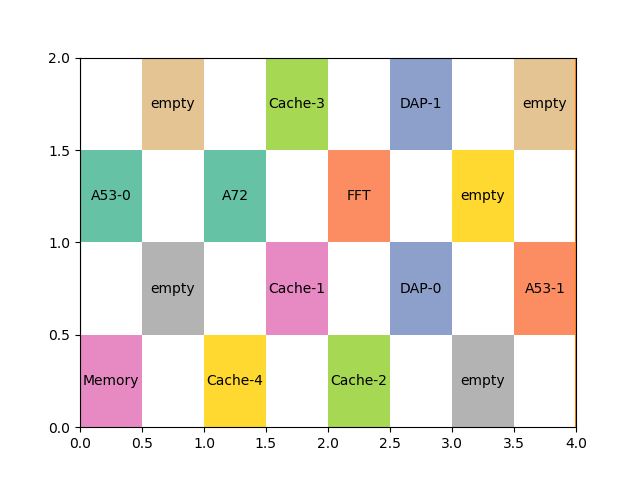 2.0
empty
Cache-3
DAP-1
empty
1.5
A53-0
A72
FFT
empty
1.0
empty
Cache-1
DAP-0
A53-1
0.5
Memory
Cache-4
Cache-2
empty
0.0
0.0 0.5 1.0 1.5 2.0 2.5 3.0 3.5 4.0